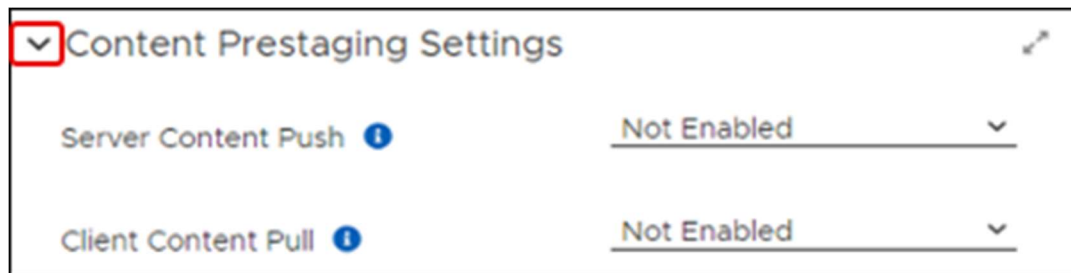 Content Prestaging Settings
Server Content Push Not Enabled
Client Content Pull Not Enabled